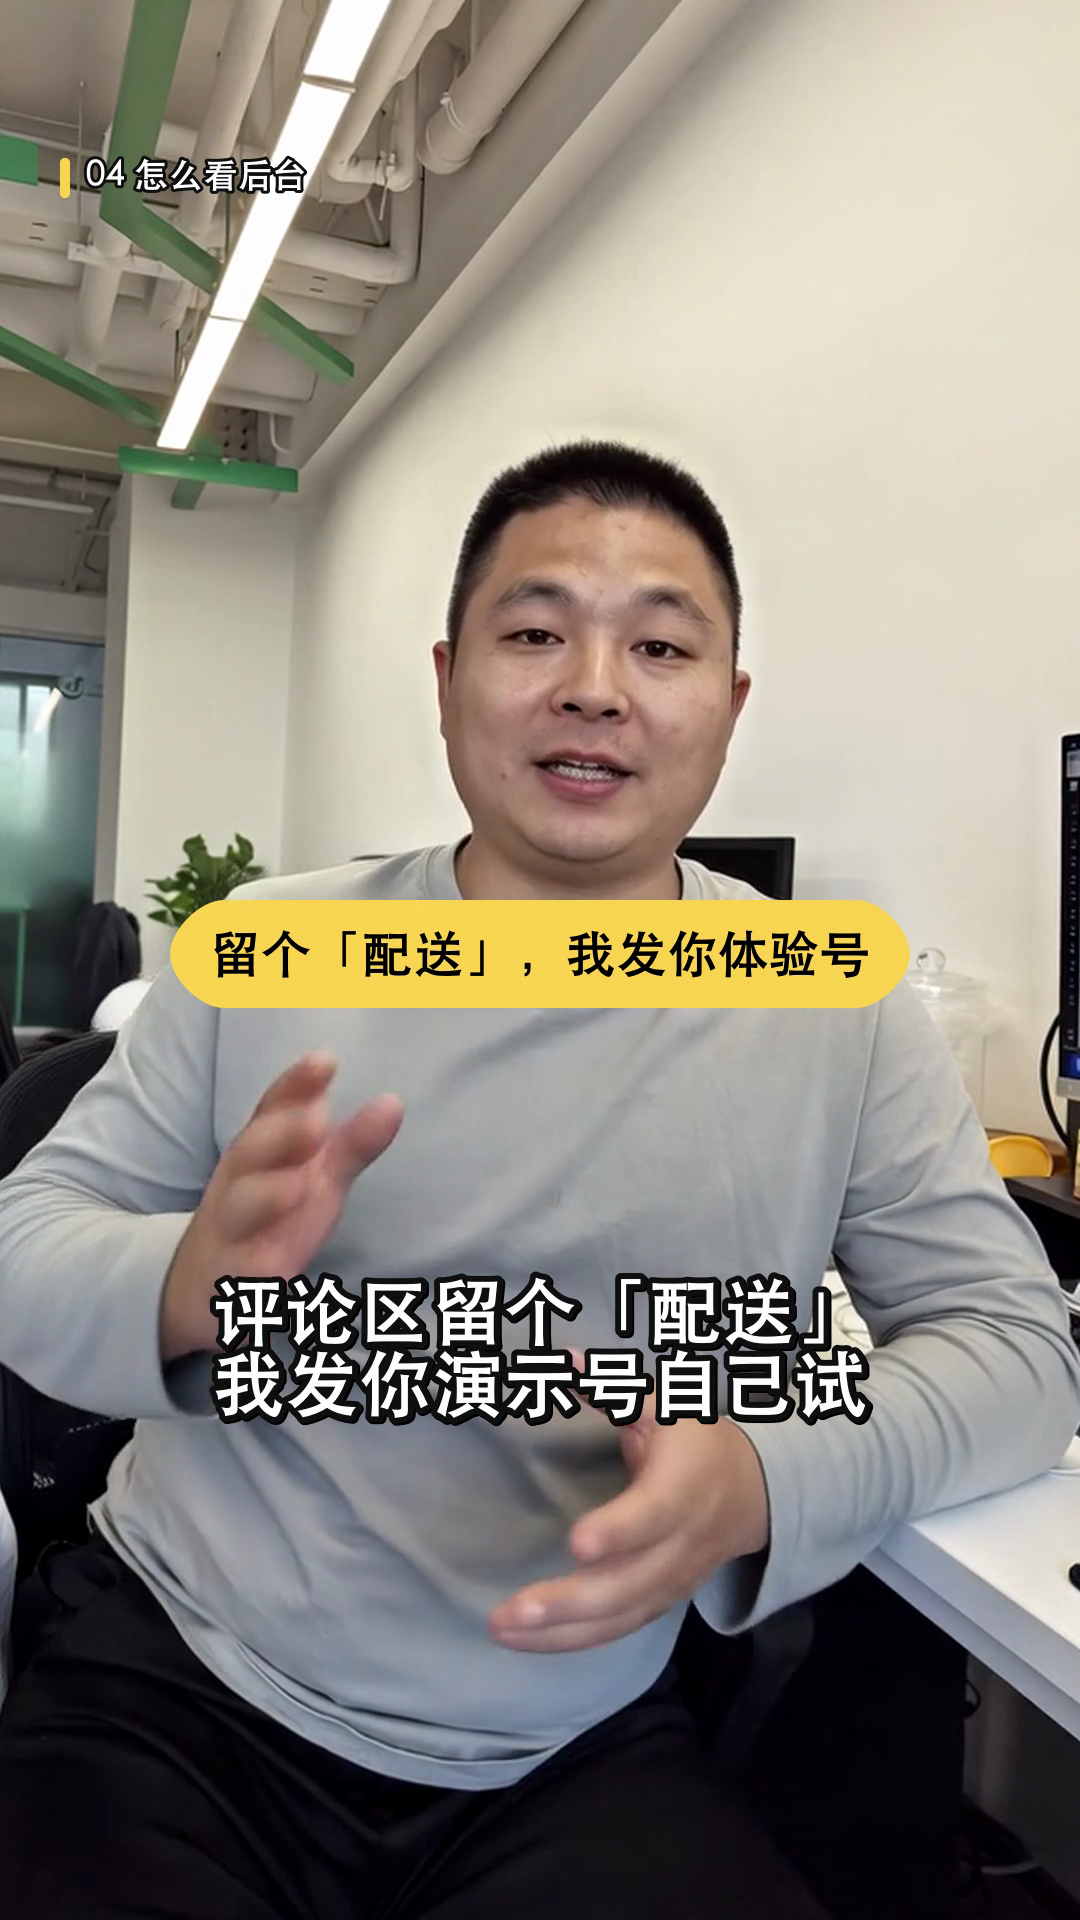 04 怎么看后台
留个「配送」，我发你体验号
评论区留个「配送」
我发你演示号自己试